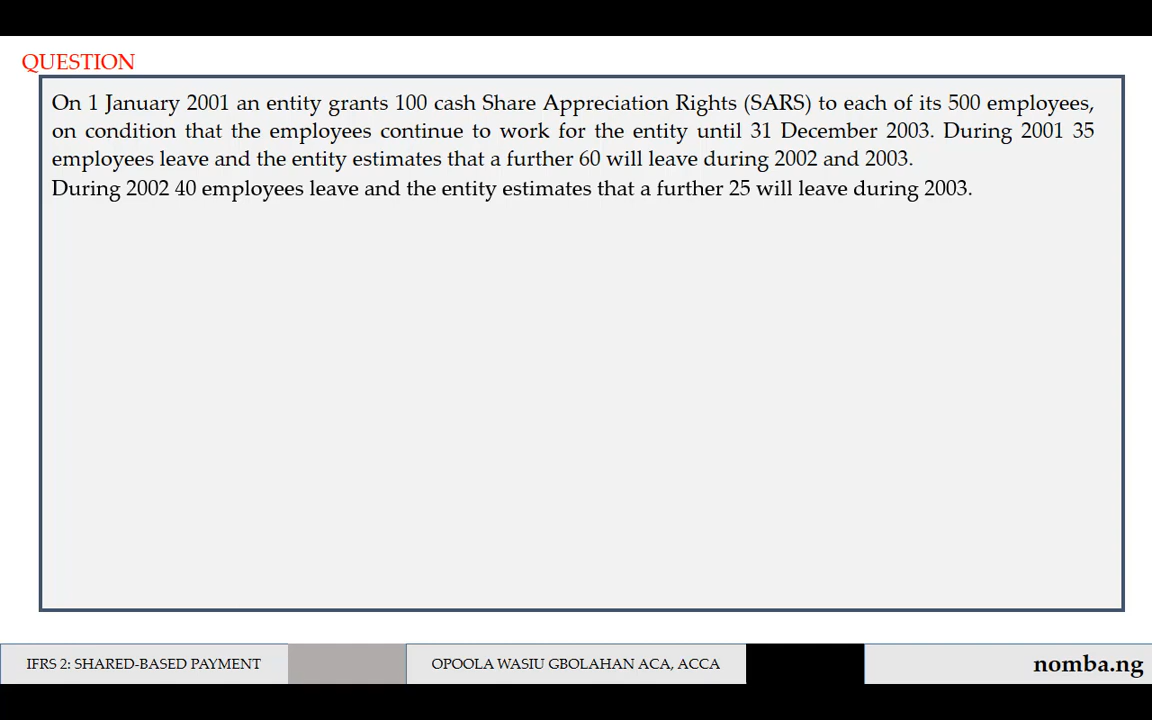 QUESTION
On 1 January 2001 an entity grants 100 cash Share Appreciation Rights (SARS) to each of its 500 employees,
on condition that the employees continue to work for the entity until 31 December 2003. During 2001 35
employees leave and the entity estimates that a further 60 will leave during 2002 and 2003.
During 2002 40 employees leave and the entity estimates that a further 25 will leave during 2003.
IFRS 2: SHARED-BASED PAYMENT
OPOOLA WASIU GBOLAHAN ACA, ACCA
nomba.ng